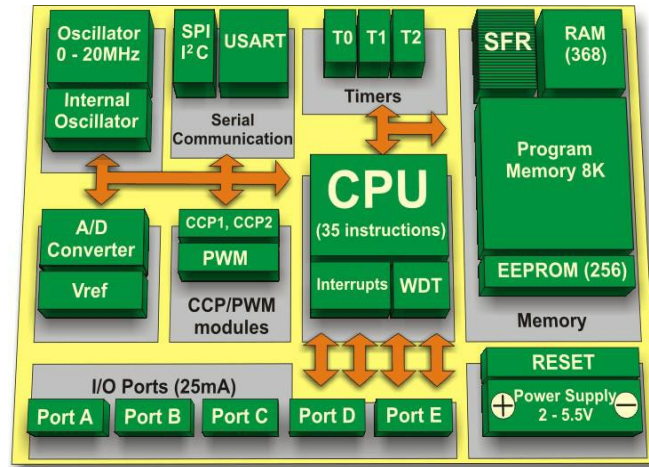 Oscillator
0 - 20MHz
Internal
Oscillator
SPI
I²C
USART
Serial
Communication
T0
T1
T2
Timers
SFR
RAM
(368)
Program
Memory 8K
EEPROM (256)
Memory
CPU
(35 instructions)
Interrupts
WDT
A/D
Converter
Vref
CCP1, CCP2
PWM
CCP/PWM
modules
I/O Ports (25mA)
Port A
Port B
Port C
Port D
Port E
RESET
+
Power Supply
2 - 5.5V
−